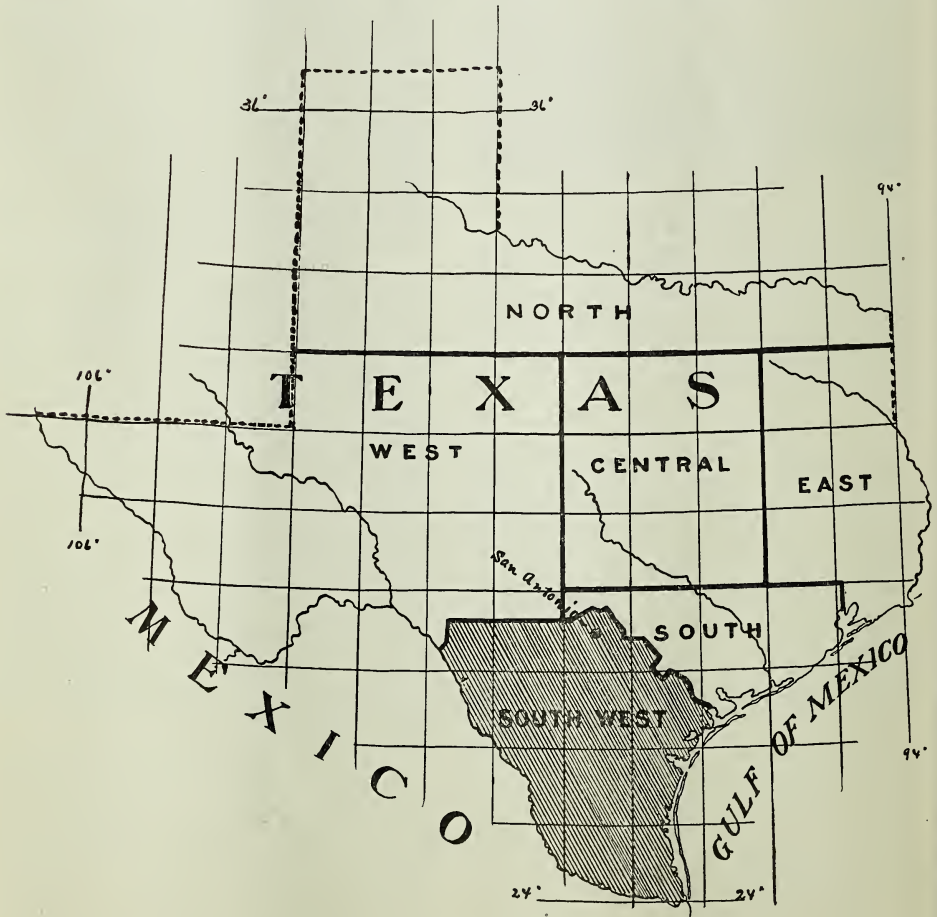 36° 36°
94°
NORTH
106°
TEXAS
WEST
CENTRAL
EAST
106°
San Antonio
MEXICO
SOUTH
SOUTH WEST
GULF OF MEXICO
94°
24° 24°